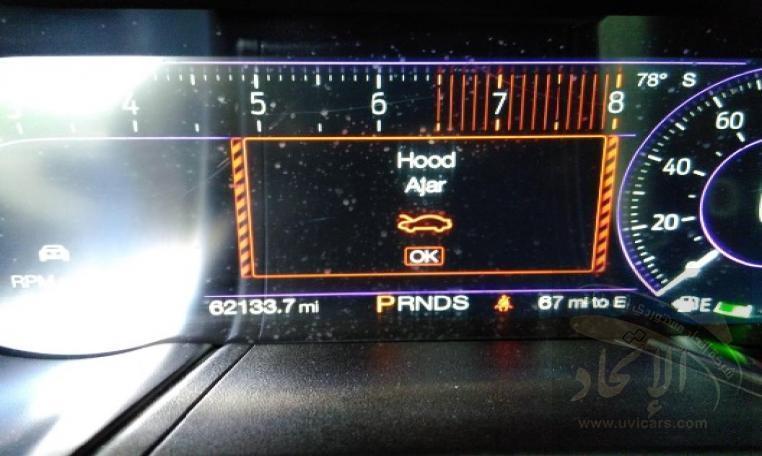 78° S
3 4 5 6 7 8
60
40
20
Hood
Ajar
OK
RPM
62133.7 mi
PRNDS
67 mi to E
E
الإتحاد
www.uvicars.com